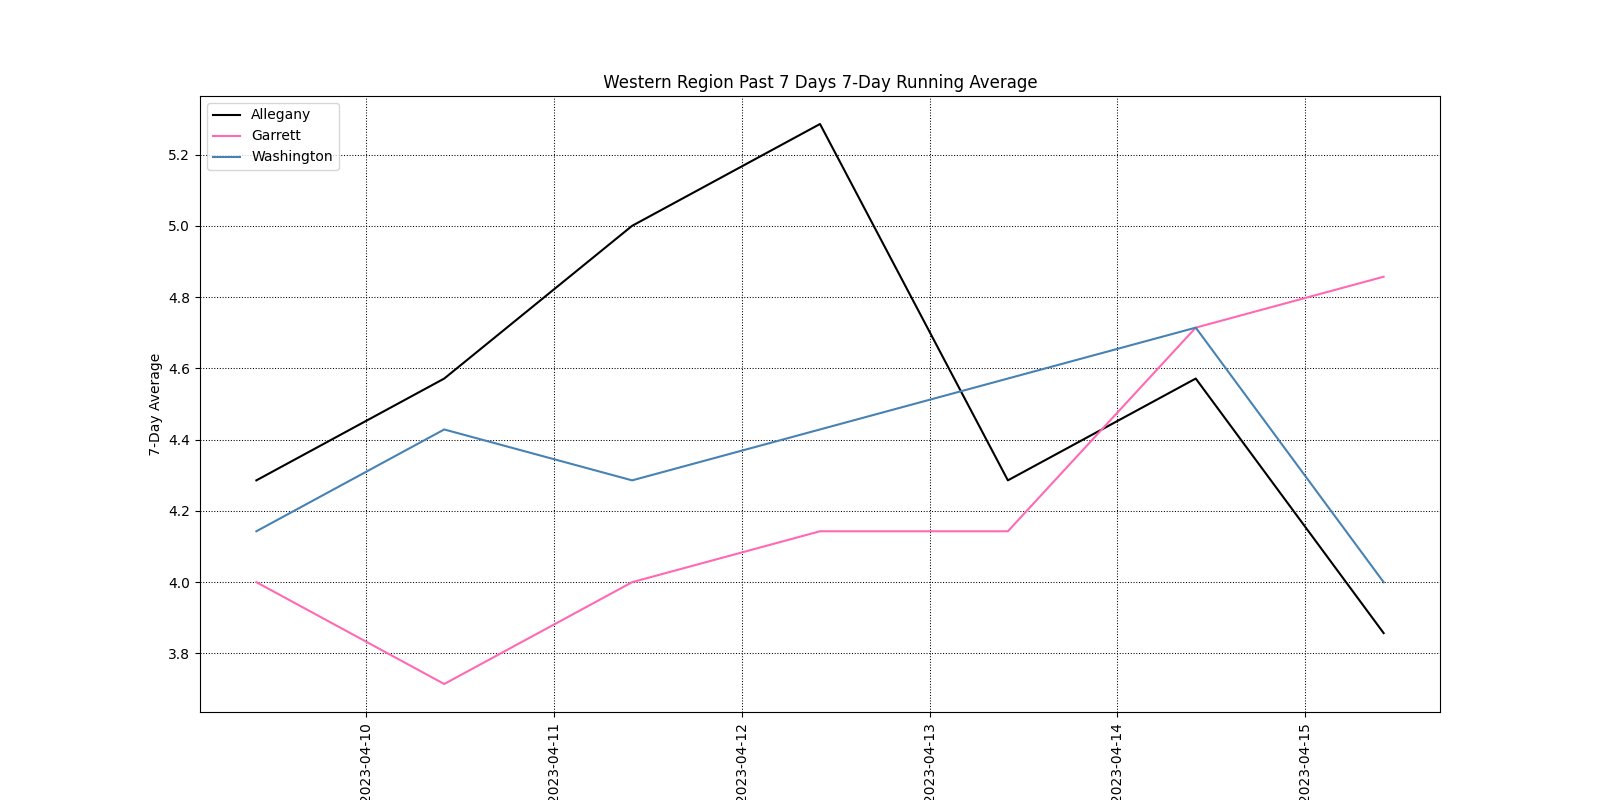 Western Region Past 7 Days 7-Day Running Average
Allegany
Garrett
Washington
7-Day Average
5.2
5.0
4.8
4.6
4.4
4.2
4.0
3.8
2023-04-10
2023-04-11
2023-04-12
2023-04-13
2023-04-14
2023-04-15